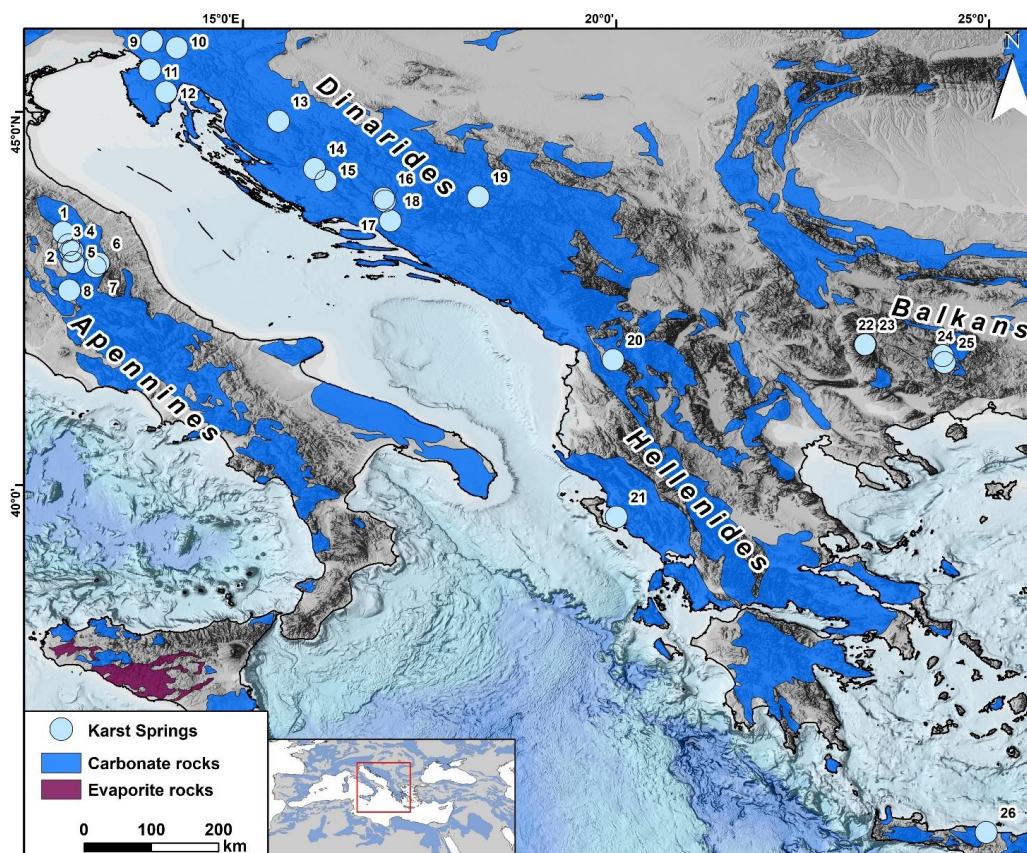 15°0'E
20°0'E
25°0'E
N
45°0'N
40°0'N
9
10
11
12
13
14
15
16
18
17
19
1
3 4
2
5
6
7
8
20
21
22 23
24
25
26
Dinarides
Apennines
Hellenides
Balkans
Karst Springs
Carbonate rocks
Evaporite rocks
0 100 200
km